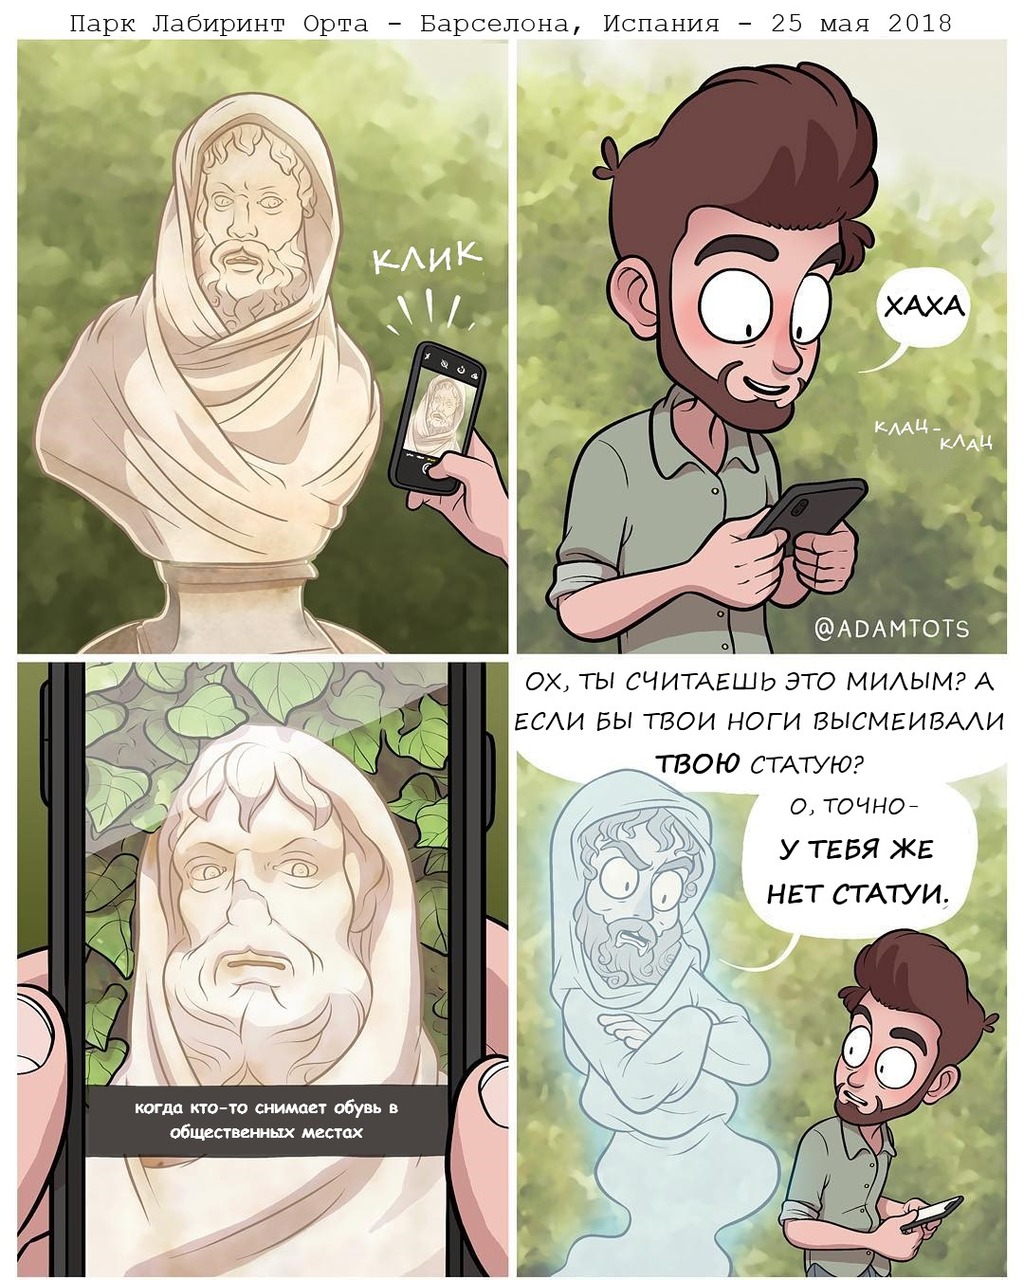 Парк Лабиринт Орта - Барселона, Испания - 25 мая 2018
КЛИК
ХАХА
КЛАЦ-
КЛАЦ
@ADAMTOTS
когда кто-то снимает обувь в
общественных местах
ОХ, ТЫ СЧИТАЕШЬ ЭТО МИЛЫМ? А
ЕСЛИ БЫ ТВОИ НОГИ ВЫСМЕИВАЛИ
ТВОЮ СТАТУЮ?
О, ТОЧНО-
У ТЕБЯ ЖЕ
НЕТ СТАТУИ.